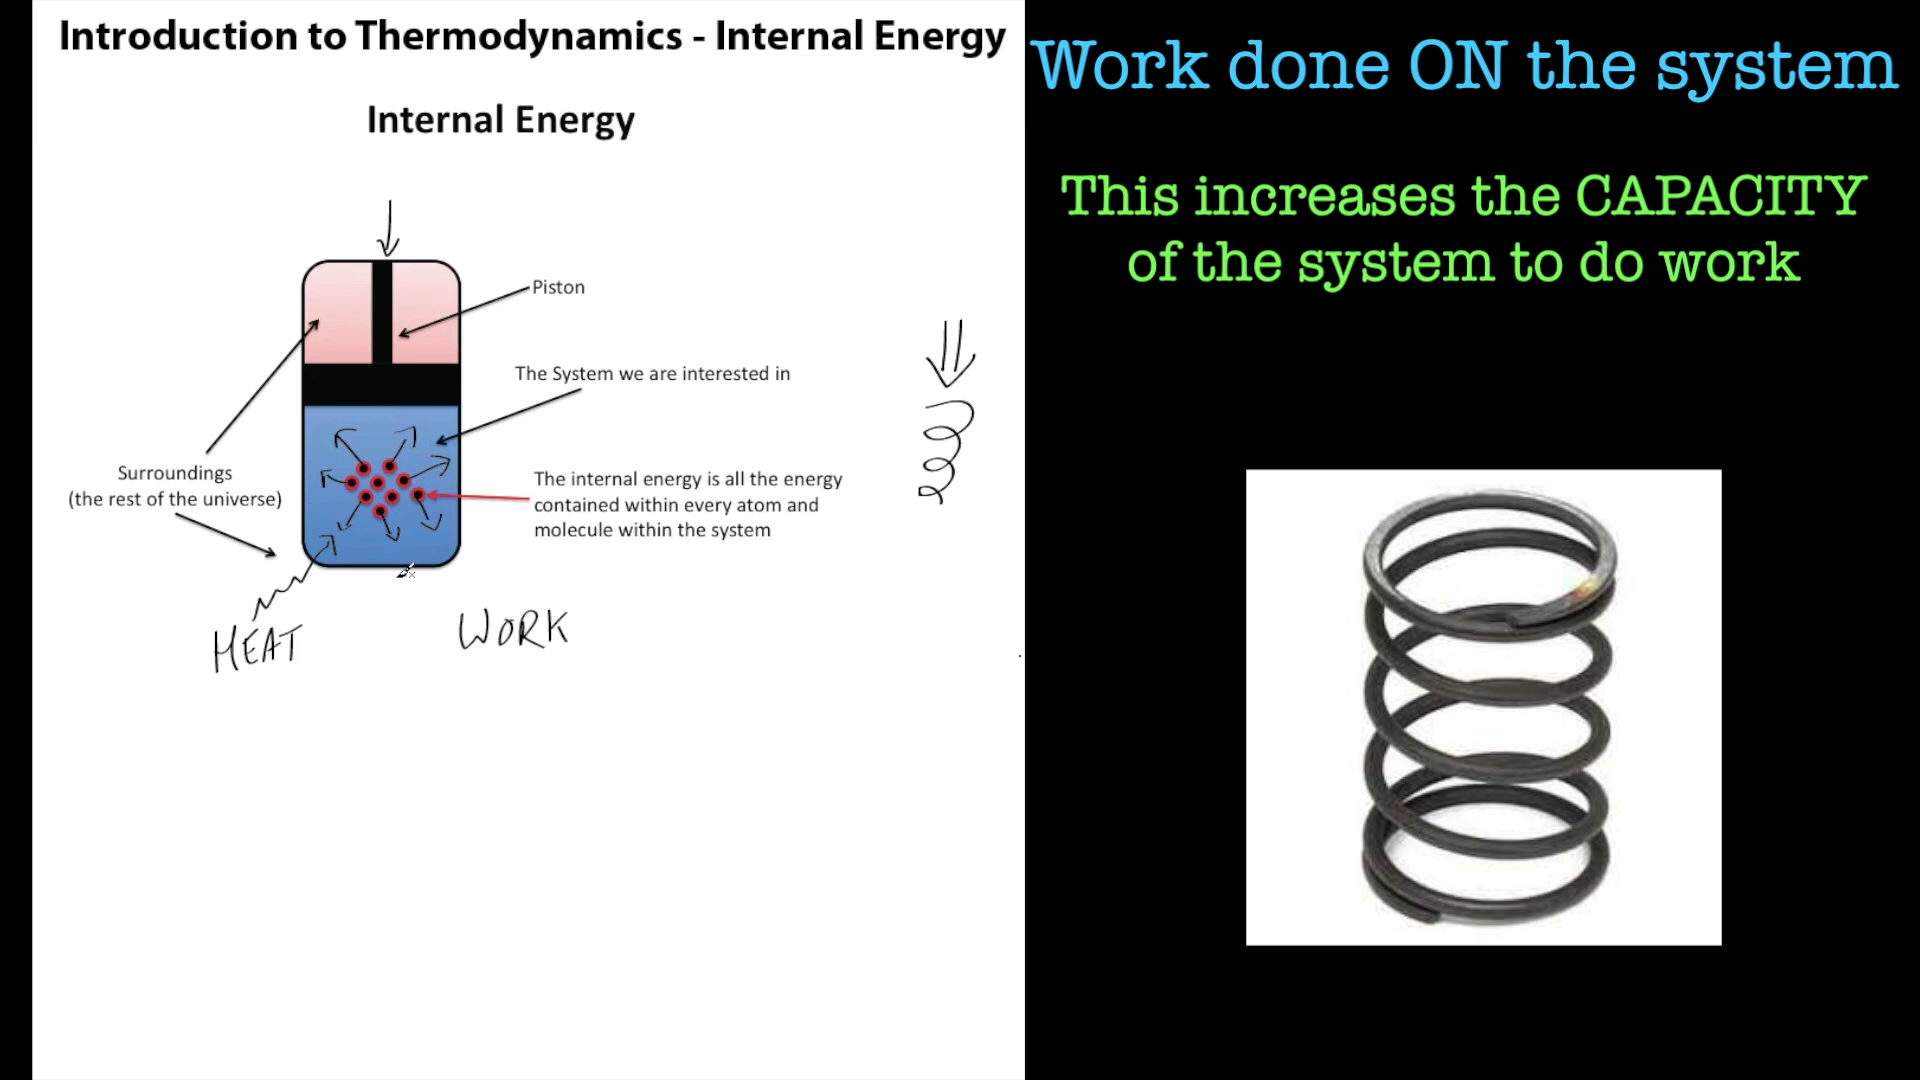 Introduction to Thermodynamics - Internal Energy
Internal Energy
Piston
The System we are interested in
Surroundings
(the rest of the universe)
The internal energy is all the energy
contained within every atom and
molecule within the system
HEAT
WORK
Work done ON the system
This increases the CAPACITY
of the system to do work